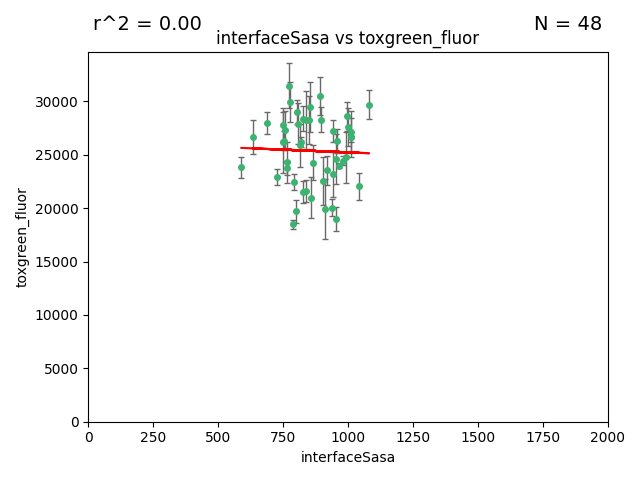 r^2 = 0.00
N = 48
interfaceSasa vs toxgreen_fluor
toxgreen_fluor
30000
25000
20000
15000
10000
5000
0
0 250 500 750 1000 1250 1500 1750 2000
interfaceSasa